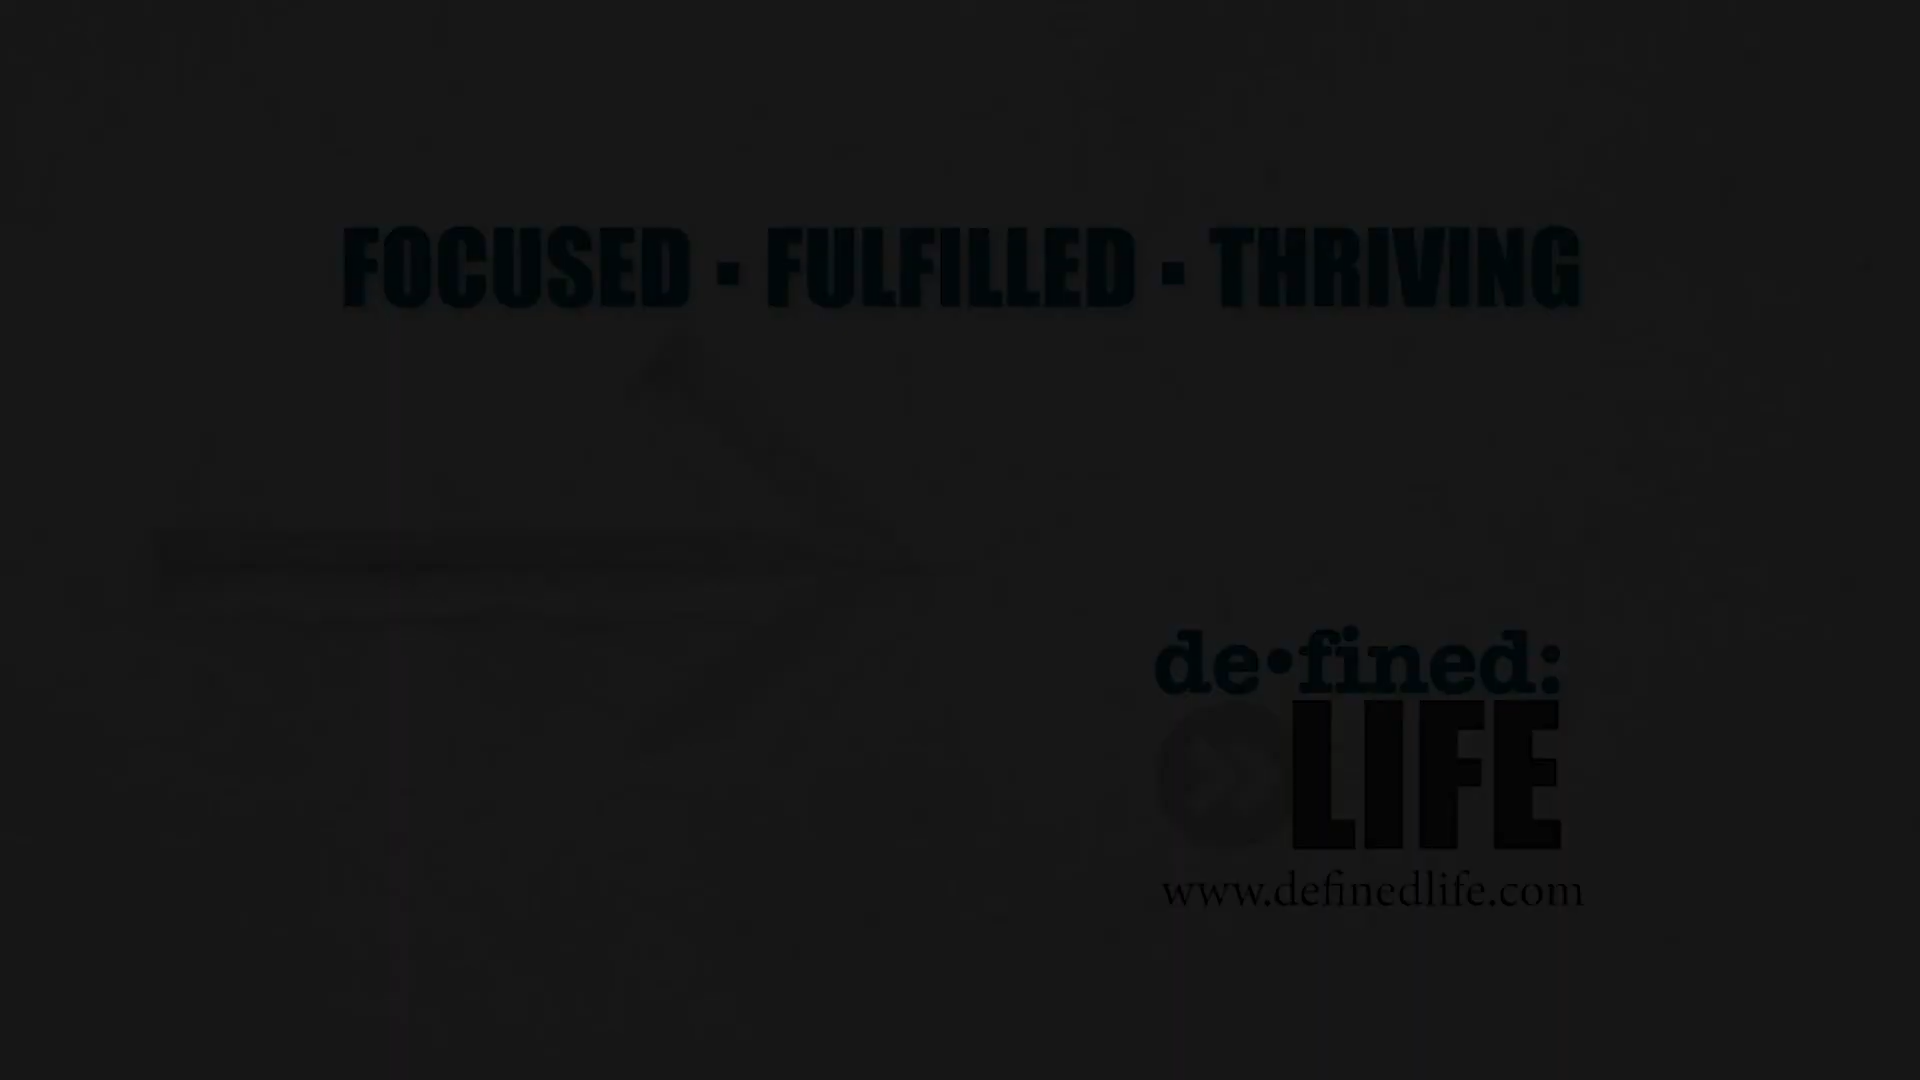 FOCUSED ▪ FULFILLED ▪ THRIVING
de•fined:
LIFE
www.definedlife.com